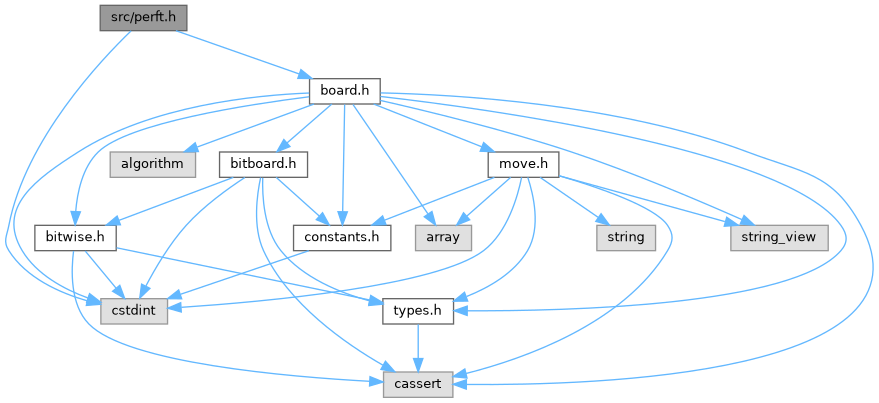 src/perft.h
board.h
algorithm
bitboard.h
move.h
bitwise.h
constants.h
array
string
string_view
cstdint
types.h
cassert